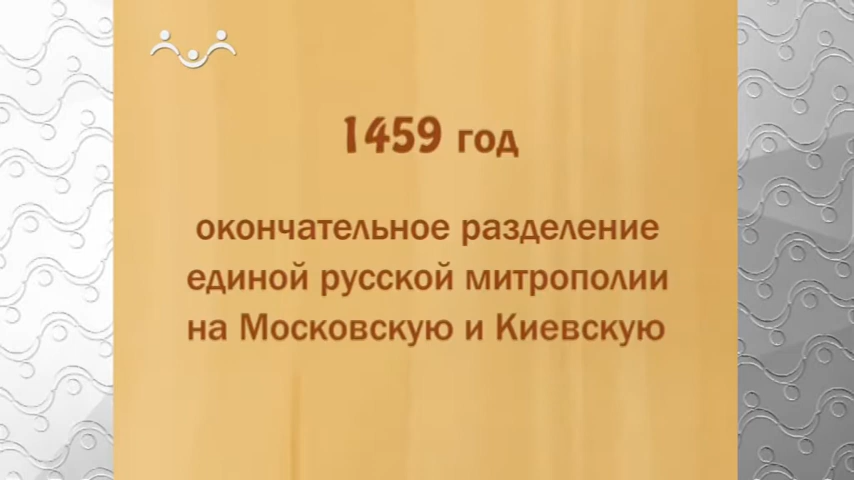 1459 год
окончательное разделение
единой русской митрополии
на Московскую и Киевскую